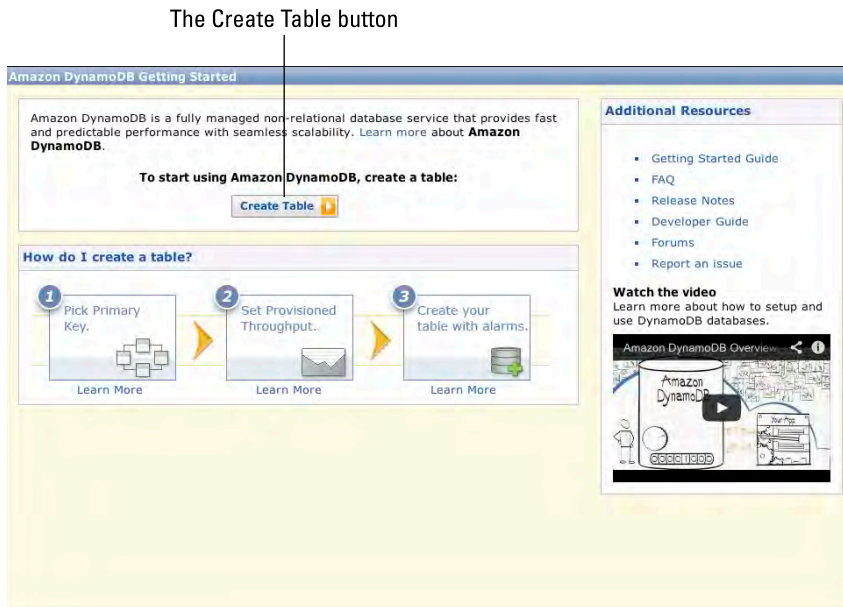 The Create Table button
Amazon DynamoDB Getting Started
Amazon DynamoDB is a fully managed non-relational database service that provides fast
and predictable performance with seamless scalability. Learn more about Amazon
DynamoDB.
To start using Amazon DynamoDB, create a table:
Create Table
How do I create a table?
1
Pick Primary
Key.
Learn More
2
Set Provisioned
Throughput.
Learn More
3
Create your
table with alarms.
Learn More
Additional Resources
Getting Started Guide
FAQ
Release Notes
Developer Guide
Forums
Report an issue
Watch the video
Learn more about how to setup and
use DynamoDB databases.
Amazon DynamoDB Overview
Amazon
DynamoDB
Your App